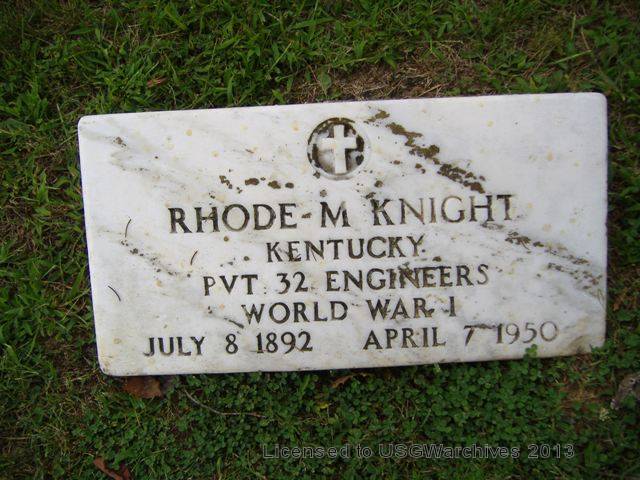 RHODE M KNIGHT
KENTUCKY
PVT 32 ENGINEERS
WORLD WAR I
JULY 8 1892 APRIL 7 1950
Licensed to USGWarchives 2013